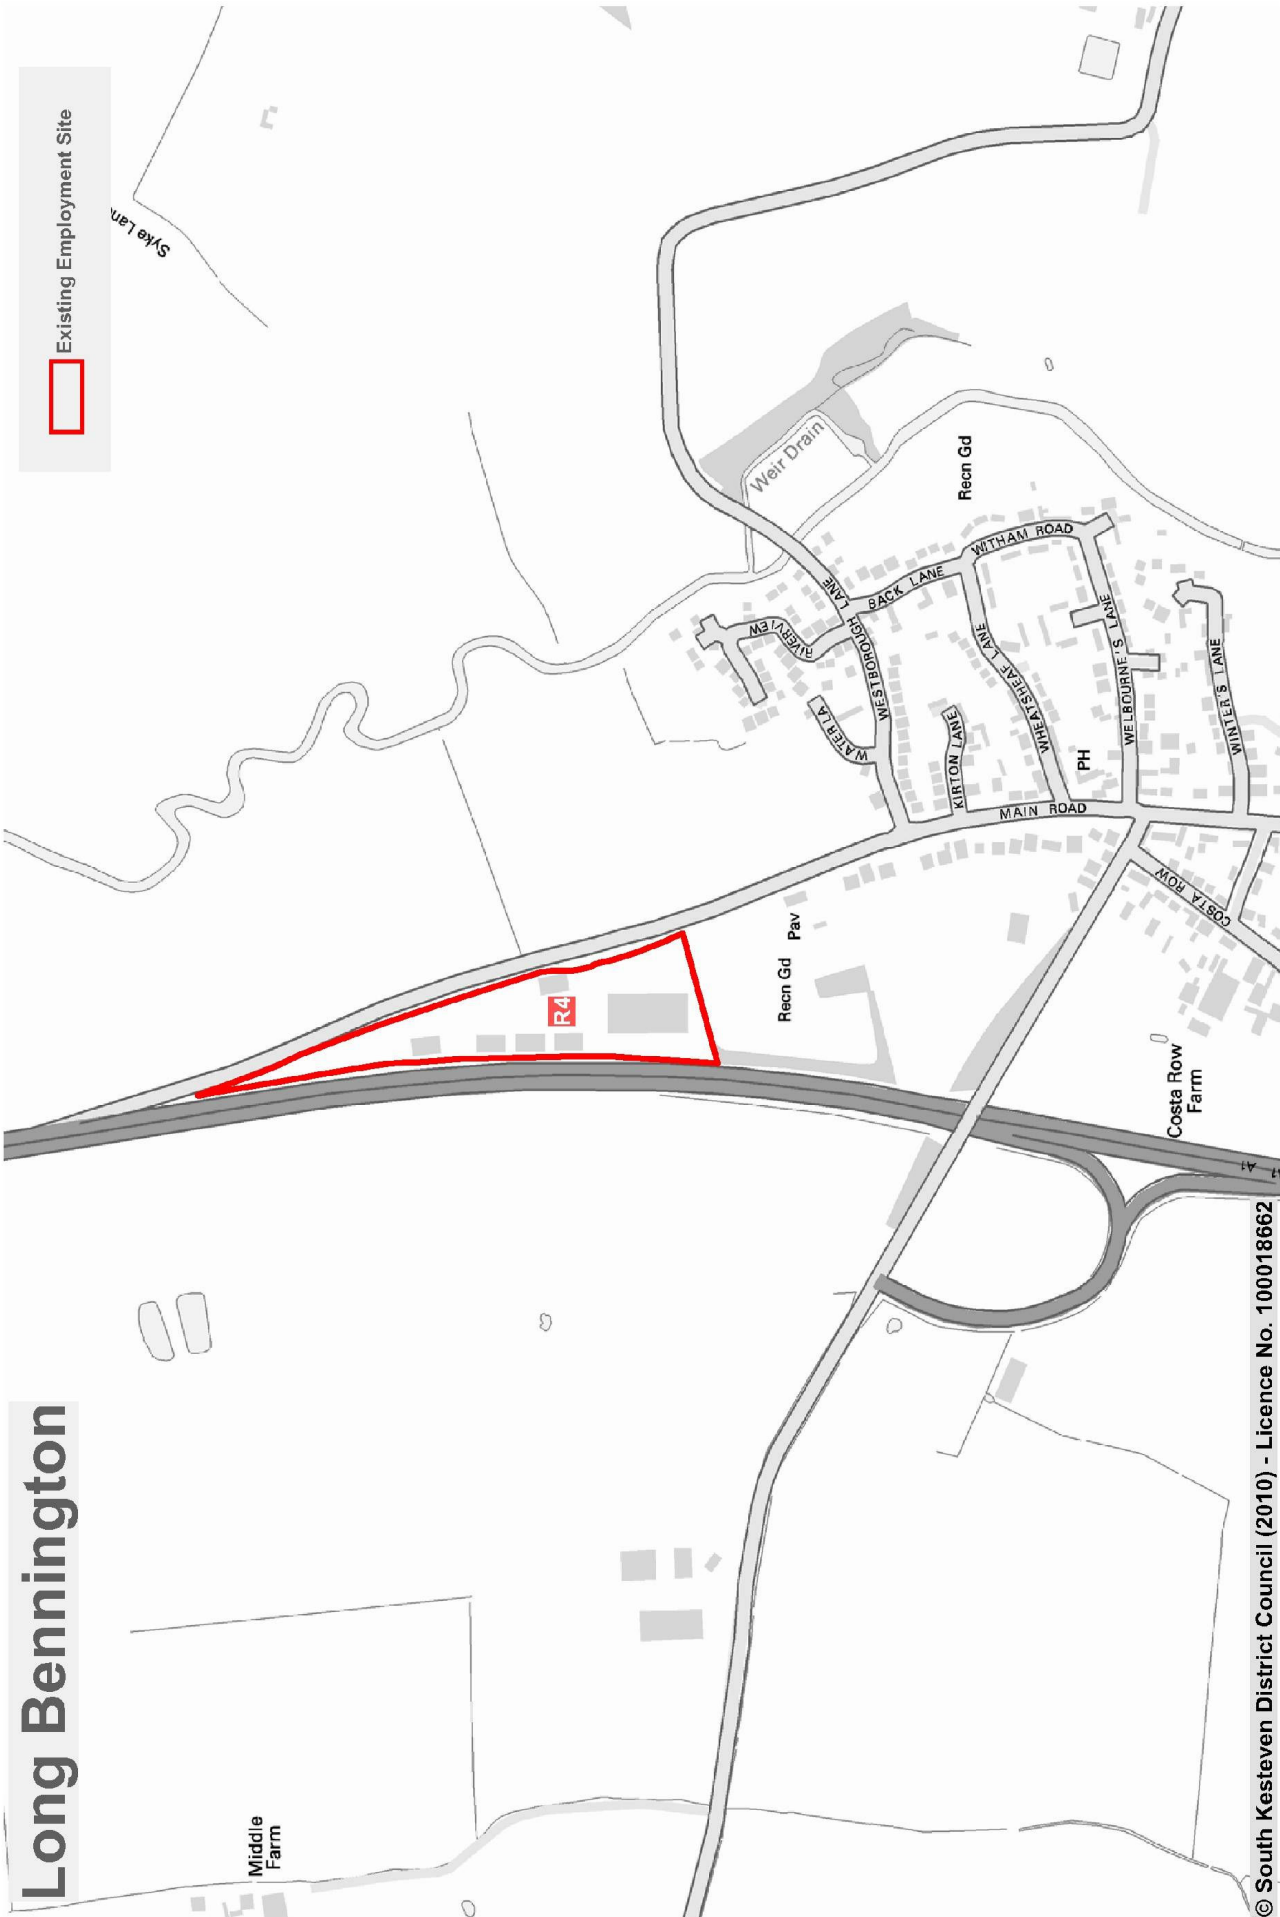 Long Bennington
Existing Employment Site
Syke Lane
Middle
Farm
R4
Recn Gd
Pav
Weir Drain
Recn Gd
RIVERVIEW
WATER LA
WESTBOROUGH LANE
BACK LANE
WITHAM ROAD
KIRTON LANE
WHEATSHEAF LANE
MAIN ROAD
PH
WELBOURNE'S LANE
WINTER'S LANE
COSTA ROW
Costa Row
Farm
A1
© South Kesteven District Council (2010) - Licence No. 100018662